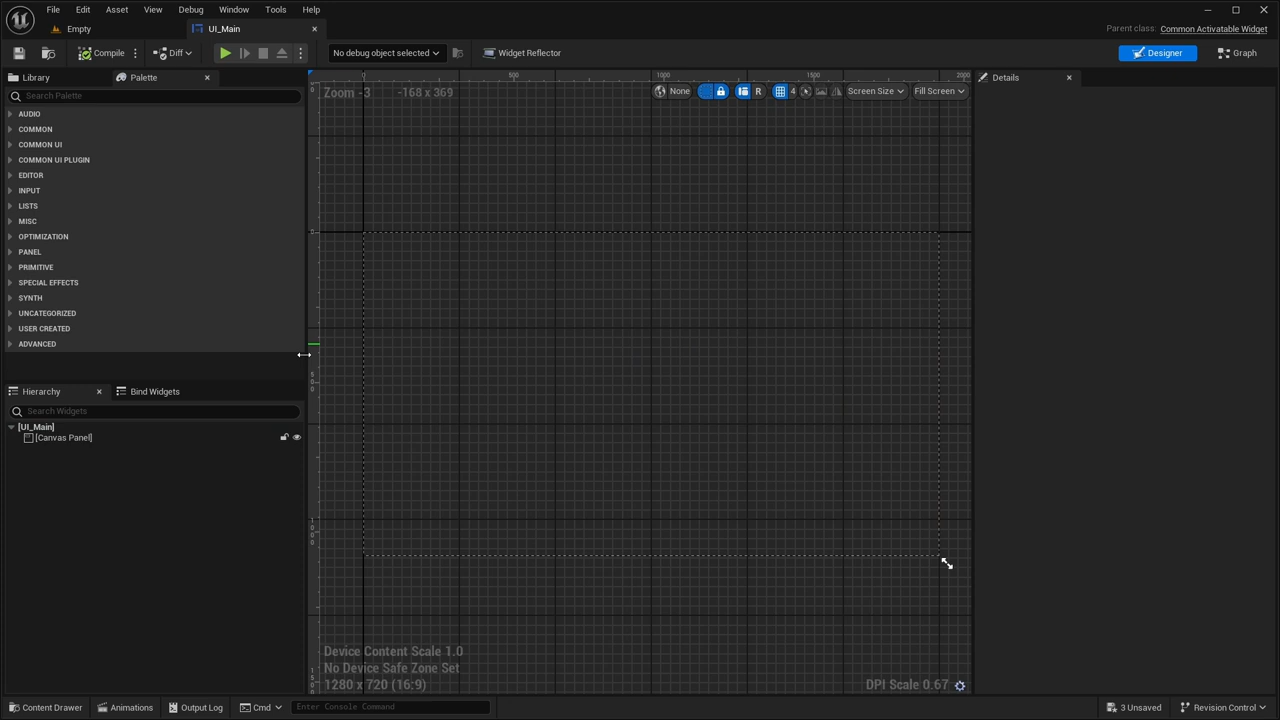 File Edit Asset View Debug Window Tools Help
Empty UI_Main
Parent class: Common Activatable Widget
Compile Diff No debug object selected Widget Reflector Designer Graph
Library Palette Details
Search Palette
AUDIO
COMMON
COMMON UI
COMMON UI PLUGIN
EDITOR
INPUT
LISTS
MISC
OPTIMIZATION
PANEL
PRIMITIVE
SPECIAL EFFECTS
SYNTH
UNCATEGORIZED
USER CREATED
ADVANCED
Hierarchy Bind Widgets
Search Widgets
[UI_Main]
[Canvas Panel]
0 500 1000 1500 2000
Zoom -3 -168 x 369
None R 4 Screen Size Fill Screen
0
0
500
1000
Device Content Scale 1.0
No Device Safe Zone Set
1280 x 720 (16:9)
DPI Scale 0.67
Content Drawer Animations Output Log Cmd Enter Console Command 3 Unsaved Revision Control